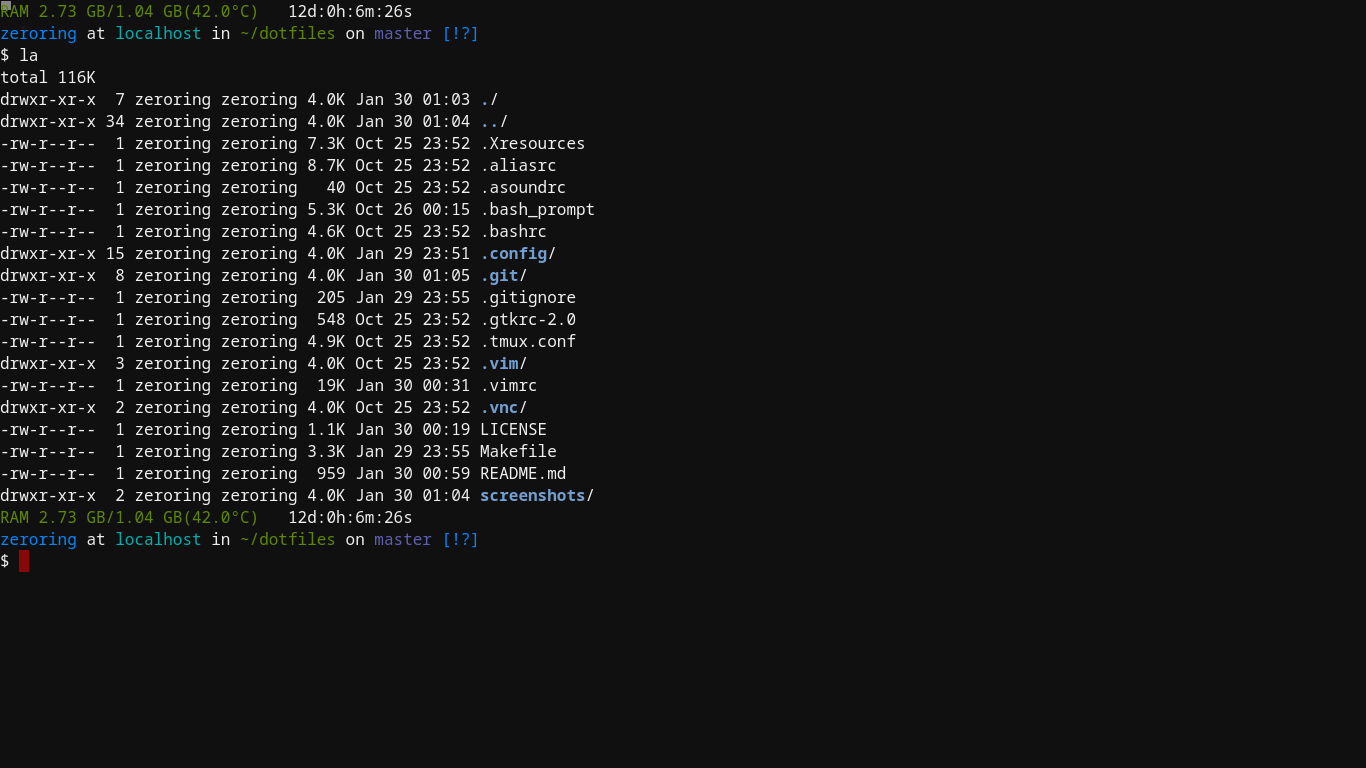 RAM 2.73 GB/1.04 GB(42.0°C)   12d:0h:6m:26s
zeroring at localhost in ~/dotfiles on master [!?]
$ la
total 116K
drwxr-xr-x  7 zeroring zeroring 4.0K Jan 30 01:03 ./
drwxr-xr-x 34 zeroring zeroring 4.0K Jan 30 01:04 ../
-rw-r--r--  1 zeroring zeroring 7.3K Oct 25 23:52 .Xresources
-rw-r--r--  1 zeroring zeroring 8.7K Oct 25 23:52 .aliasrc
-rw-r--r--  1 zeroring zeroring   40 Oct 25 23:52 .asoundrc
-rw-r--r--  1 zeroring zeroring 5.3K Oct 26 00:15 .bash_prompt
-rw-r--r--  1 zeroring zeroring 4.6K Oct 25 23:52 .bashrc
drwxr-xr-x 15 zeroring zeroring 4.0K Jan 29 23:51 .config/
drwxr-xr-x  8 zeroring zeroring 4.0K Jan 30 01:05 .git/
-rw-r--r--  1 zeroring zeroring  205 Jan 29 23:55 .gitignore
-rw-r--r--  1 zeroring zeroring  548 Oct 25 23:52 .gtkrc-2.0
-rw-r--r--  1 zeroring zeroring 4.9K Oct 25 23:52 .tmux.conf
drwxr-xr-x  3 zeroring zeroring 4.0K Oct 25 23:52 .vim/
-rw-r--r--  1 zeroring zeroring  19K Jan 30 00:31 .vimrc
drwxr-xr-x  2 zeroring zeroring 4.0K Oct 25 23:52 .vnc/
-rw-r--r--  1 zeroring zeroring 1.1K Jan 30 00:19 LICENSE
-rw-r--r--  1 zeroring zeroring 3.3K Jan 29 23:55 Makefile
-rw-r--r--  1 zeroring zeroring  959 Jan 30 00:59 README.md
drwxr-xr-x  2 zeroring zeroring 4.0K Jan 30 01:04 screenshots/
RAM 2.73 GB/1.04 GB(42.0°C)   12d:0h:6m:26s
zeroring at localhost in ~/dotfiles on master [!?]
$